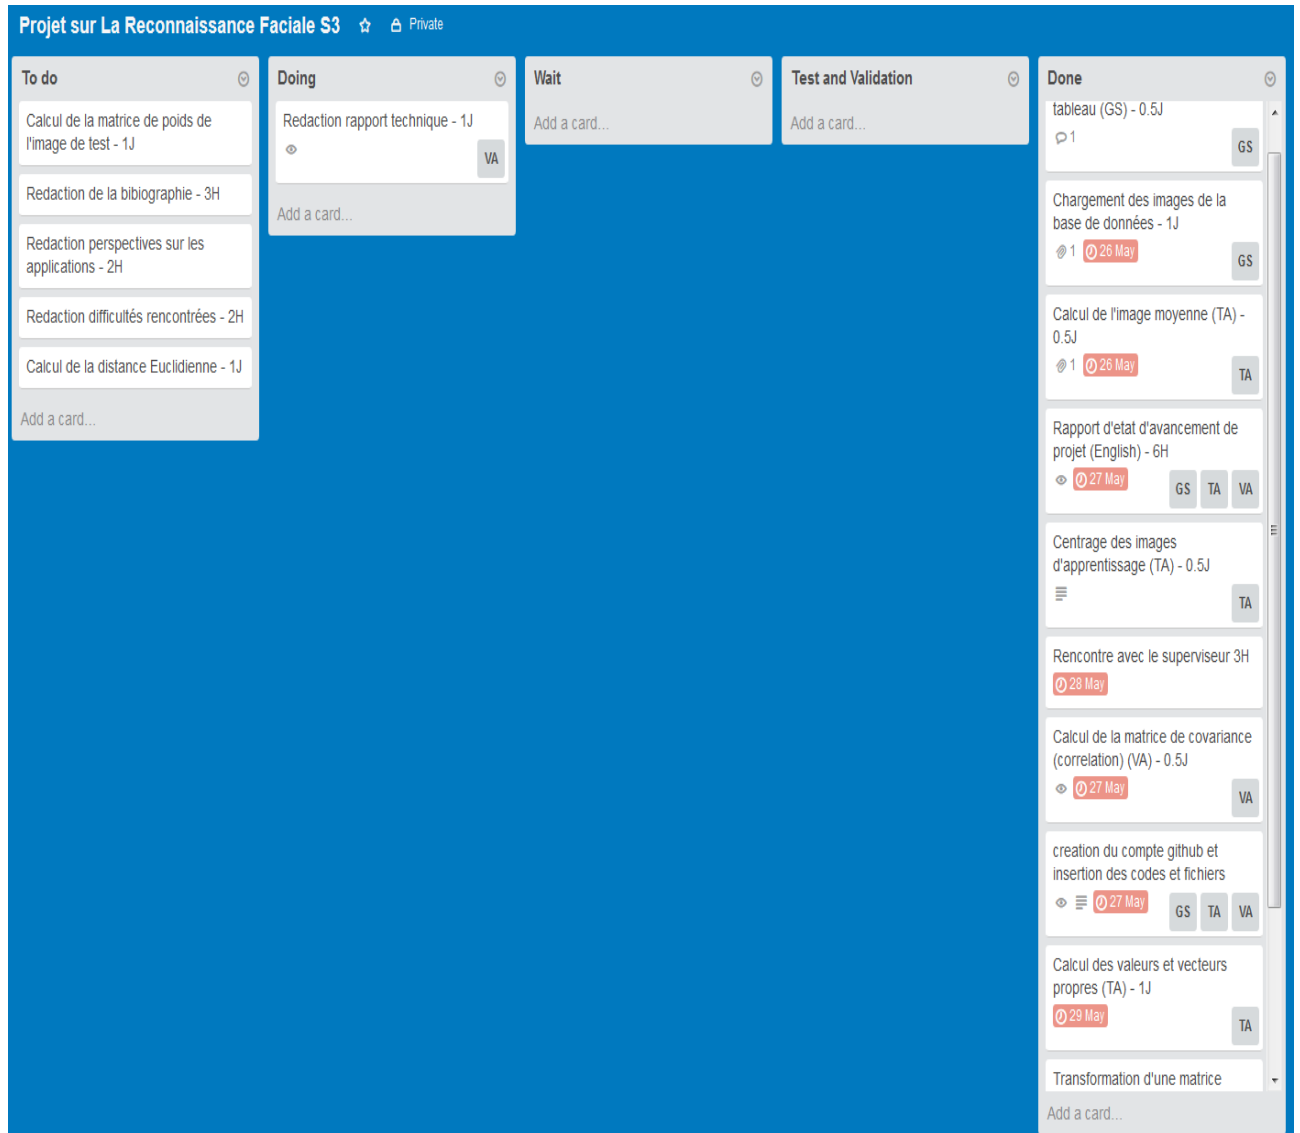 Projet sur La Reconnaissance Faciale S3
Private
To do
Calcul de la matrice de poids de
l'image de test - 1J
Redaction de la bibiographie - 3H
Redaction perspectives sur les
applications - 2H
Redaction difficultés rencontrées - 2H
Calcul de la distance Euclidienne - 1J
Add a card...
Doing
Redaction rapport technique - 1J
VA
Add a card...
Wait
Add a card...
Test and Validation
Add a card...
Done
tableau (GS) - 0.5J
1
GS
Chargement des images de la
base de données - 1J
1 26 May
GS
Calcul de l'image moyenne (TA) -
0.5J
1 26 May
TA
Rapport d'etat d'avancement de
projet (English) - 6H
27 May
GS TA VA
Centrage des images
d'apprentissage (TA) - 0.5J
TA
Rencontre avec le superviseur 3H
28 May
Calcul de la matrice de covariance
(correlation) (VA) - 0.5J
27 May
VA
creation du compte github et
insertion des codes et fichiers
27 May
GS TA VA
Calcul des valeurs et vecteurs
propres (TA) - 1J
29 May
TA
Transformation d'une matrice
Add a card...